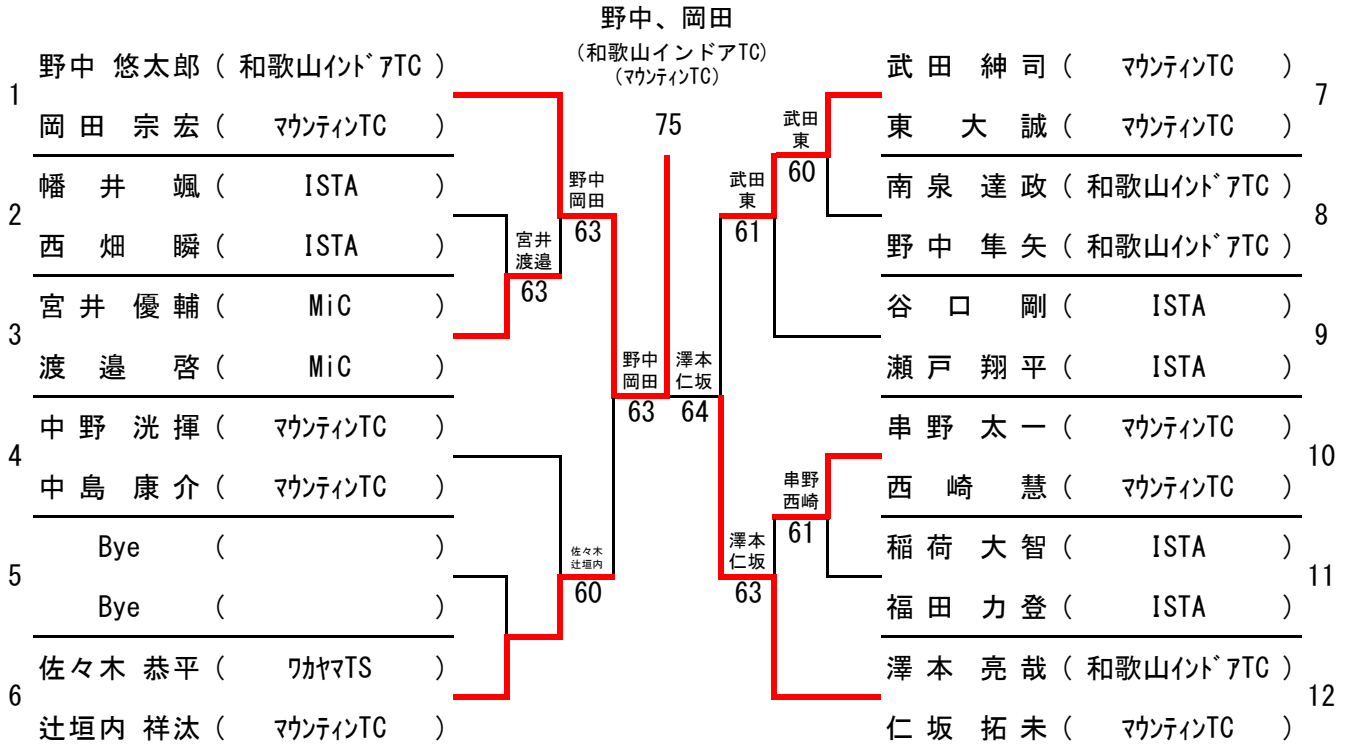 野中、岡田
(和歌山インドアTC)
(マウンティンTC)
75
1
野中 悠太郎 ( 和歌山インドアTC )
岡田 宗宏 ( マウンティンTC )
2
幡井 颯 ( ISTA )
西畑 瞬 ( ISTA )
3
宮井 優輔 ( MiC )
渡邉 啓 ( MiC )
4
中野 洸揮 ( マウンティンTC )
中島 康介 ( マウンティンTC )
5
Bye ( )
Bye ( )
6
佐々木 恭平 ( ワカヤマTS )
辻垣内 祥汰 ( マウンティンTC )
宮井
渡邉
63
野中
岡田
63
佐々木
辻垣内
60
野中
岡田
63
澤本
仁坂
64
武田
東
61
澤本
仁坂
63
武田
東
60
串野
西崎
61
武田 紳司 ( マウンティンTC )
東 大誠 ( マウンティンTC )
7
南泉 達政 ( 和歌山インドアTC )
野中 隼矢 ( 和歌山インドアTC )
8
谷口 剛 ( ISTA )
瀬戸 翔平 ( ISTA )
9
串野 太一 ( マウンティンTC )
西崎 慧 ( マウンティンTC )
10
稲荷 大智 ( ISTA )
福田 力登 ( ISTA )
11
澤本 亮哉 ( 和歌山インドアTC )
仁坂 拓未 ( マウンティンTC )
12